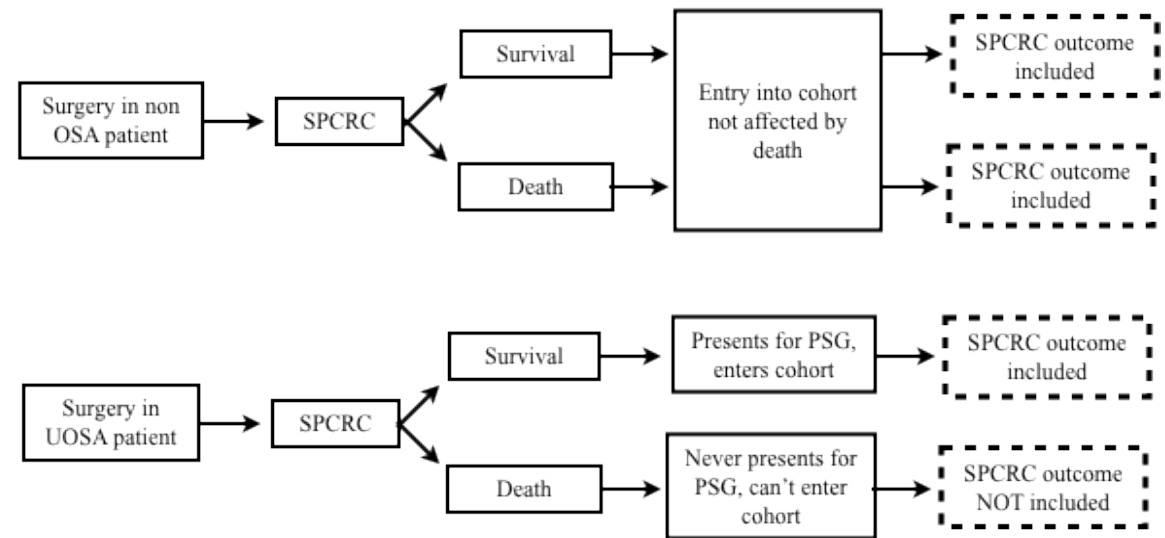 Surgery in non
OSA patient
SPCRC
Survival
Death
Entry into cohort
not affected by
death
SPCRC outcome
included
SPCRC outcome
included
Surgery in
UOSA patient
SPCRC
Survival
Death
Presents for PSG,
enters cohort
Never presents for
PSG, can't enter
cohort
SPCRC outcome
included
SPCRC outcome
NOT included